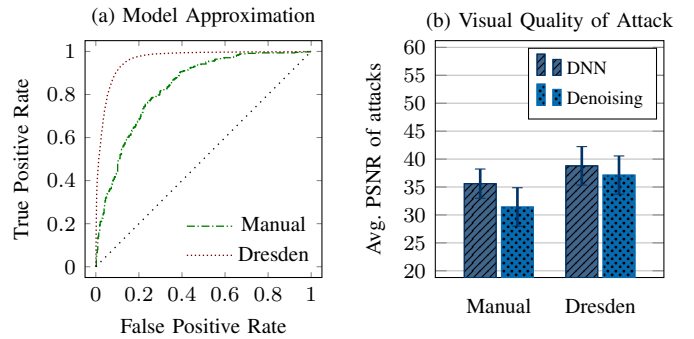 (a) Model Approximation
True Positive Rate
1
0.8
0.6
0.4
0.2
0
Manual
Dresden
0 0.2 0.4 0.6 0.8 1
False Positive Rate
(b) Visual Quality of Attack
Avg. PSNR of attacks
60
55
50
45
40
35
30
25
20
DNN
Denoising
Manual Dresden